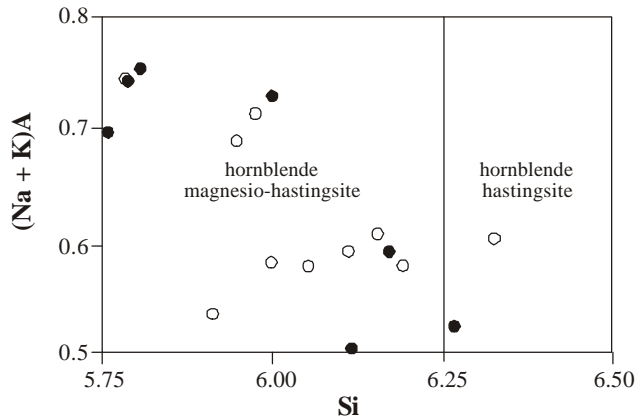 0.8
0.7
0.6
0.5
(Na + K)A
hornblende
magnesio-hastingsite
hornblende
hastingsite
5.75
6.00
6.25
6.50
Si